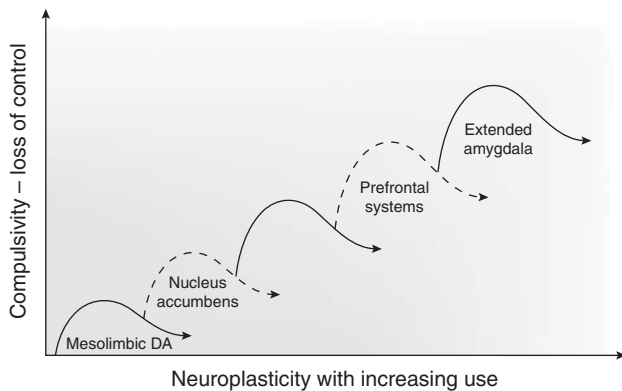 Compulsivity – loss of control
Extended
amygdala
Prefrontal
systems
Nucleus
accumbens
Mesolimbic DA
Neuroplasticity with increasing use